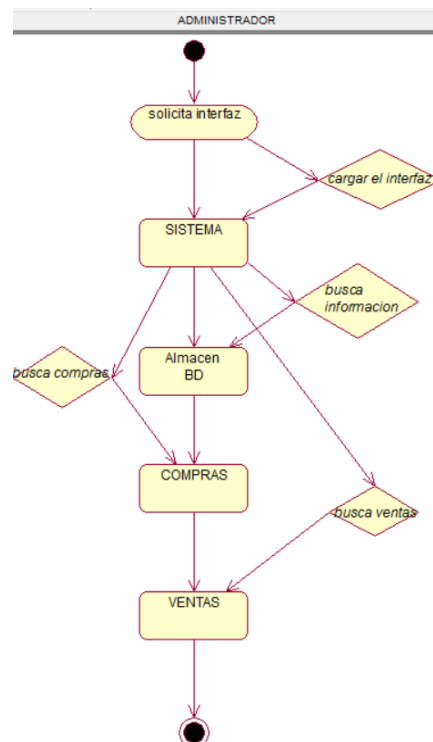 ADMINISTRADOR
solicita interfaz
cargar el interfaz
SISTEMA
busca
informacion
Almacen
BD
busca compras
COMPRAS
busca ventas
VENTAS